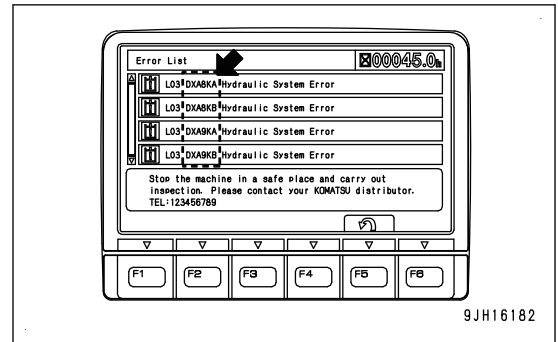 Error List 00045.0h
L03 DXA8KA Hydraulic System Error
L03 DXA8KB Hydraulic System Error
L03 DXA9KA Hydraulic System Error
L03 DXA9KB Hydraulic System Error
Stop the machine in a safe place and carry out
inspection. Please contact your KOMATSU distributor.
TEL:123456789
F1 F2 F3 F4 F5 F6
9JH16182